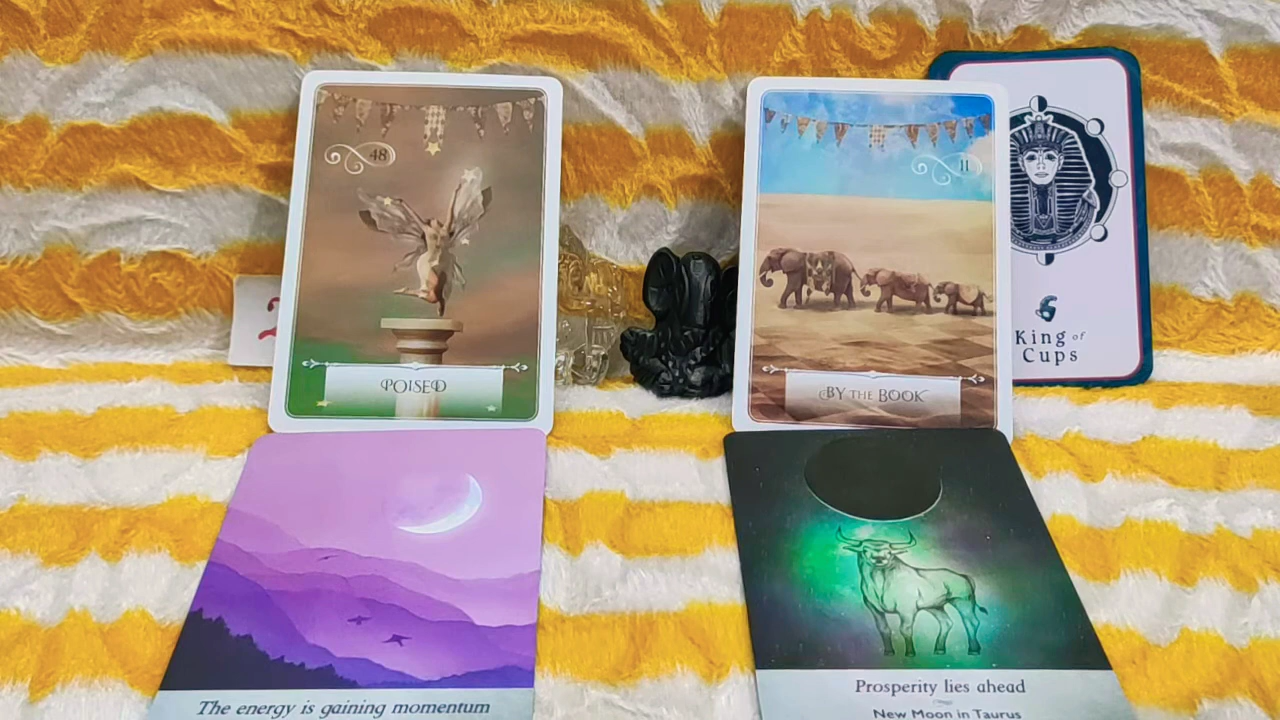 48
POISED
The energy is gaining momentum
11
BY THE BOOK
King of
Cups
Prosperity lies ahead
New Moon in Taurus